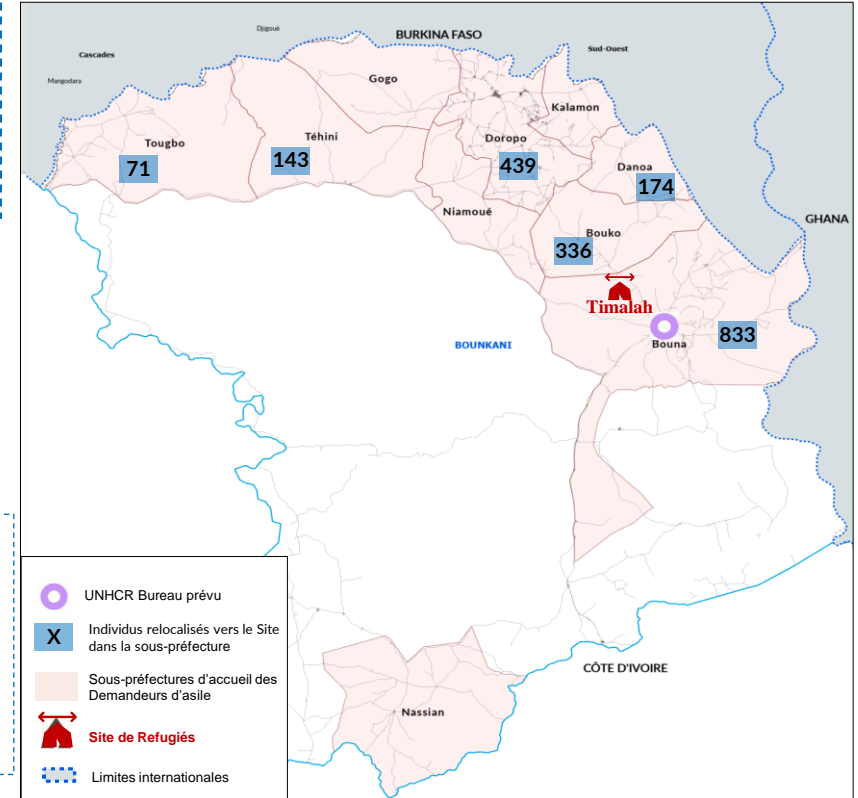 Djigouè
BURKINA FASO
Sud-Ouest
Cascades
Mangodara
Gogo
Kalamon
Tougbo
Téhini
Doropo
71
143
439
Danoa
174
Niamoué
GHANA
Bouko
336
Timalah
833
BOUNKANI
Bouna
UNHCR Bureau prévu
X
Individus relocalisés vers le Site
dans la sous-préfecture
Sous-préfectures d'accueil des
Demandeurs d'asile
Site de Refugiés
Limites internationales
CÔTE D'IVOIRE
Nassian